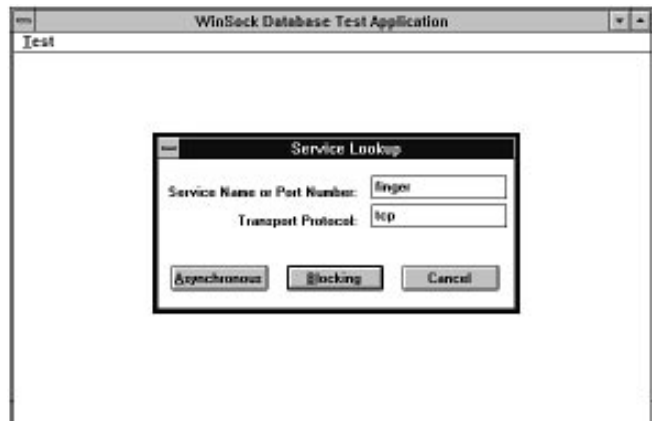 WinSock Database Test Application
Test
Service Lookup
Service Name or Port Number: finger
Transport Protocol: tcp
Asynchronous Blocking Cancel